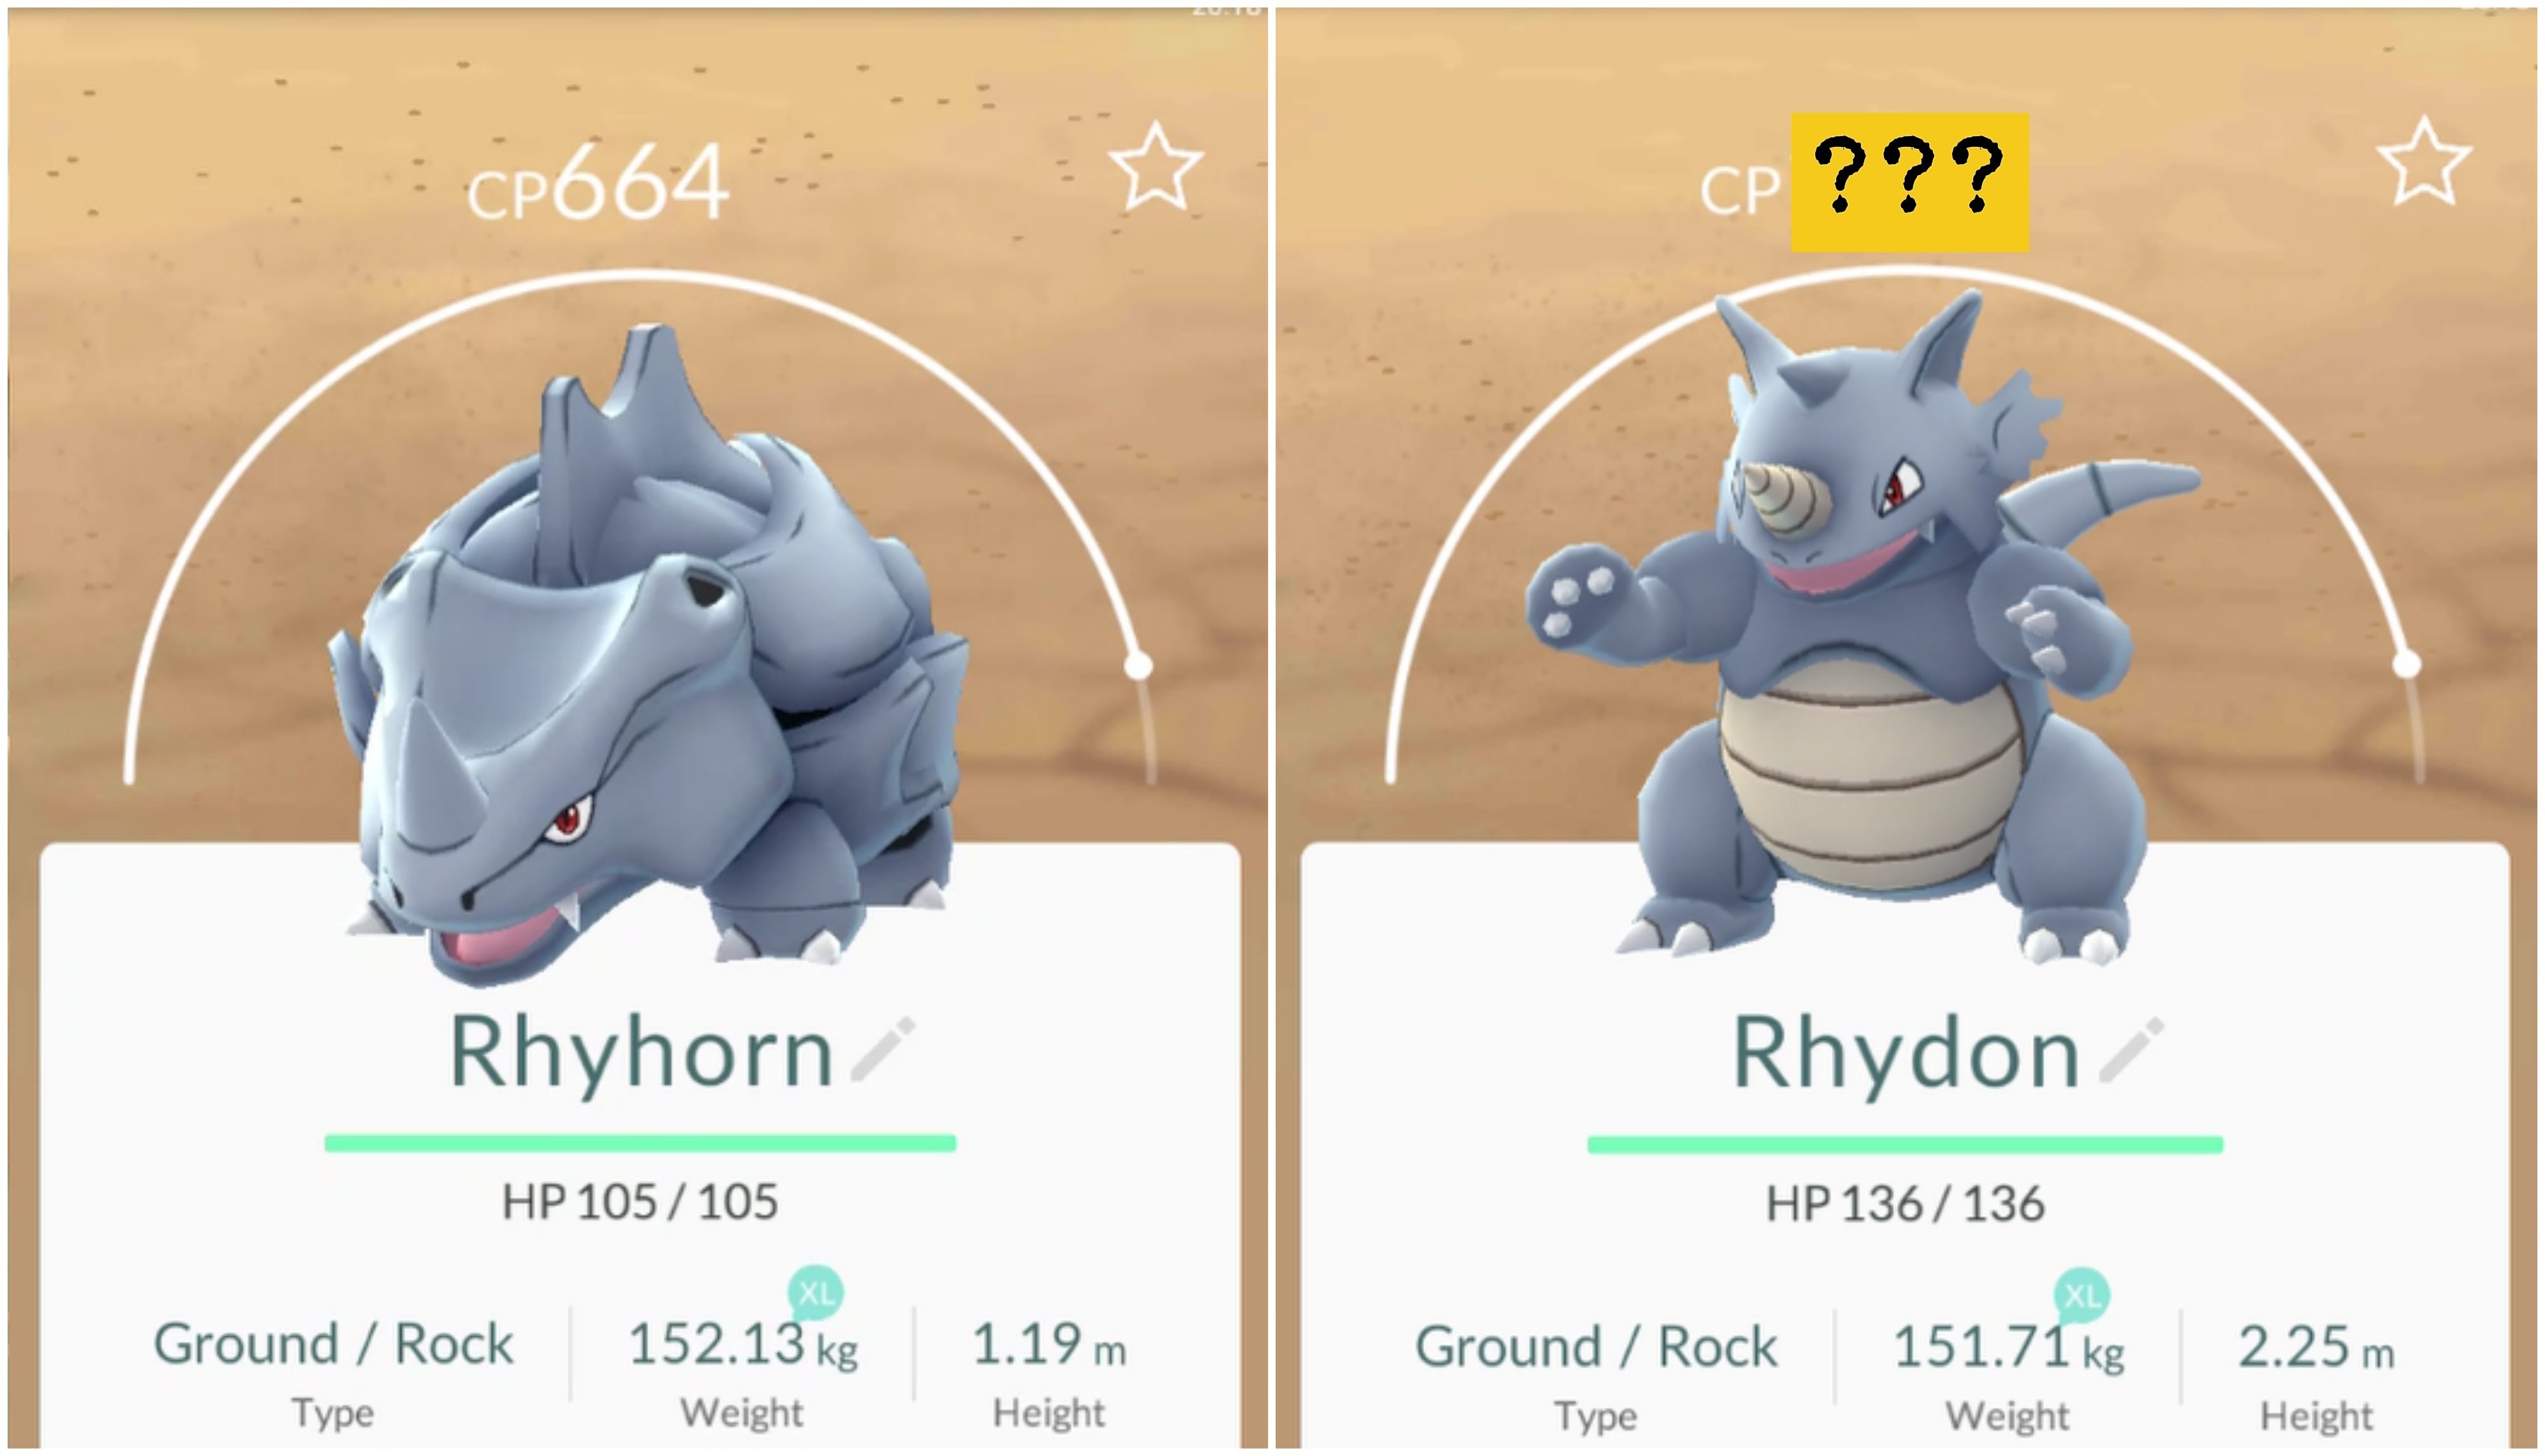 CP664
Rhyhorn
HP 105 / 105
XL
Ground / Rock
152.13 kg
1.19 m
Type
Weight
Height
CP ???
Rhydon
HP 136 / 136
XL
Ground / Rock
151.71 kg
2.25 m
Type
Weight
Height